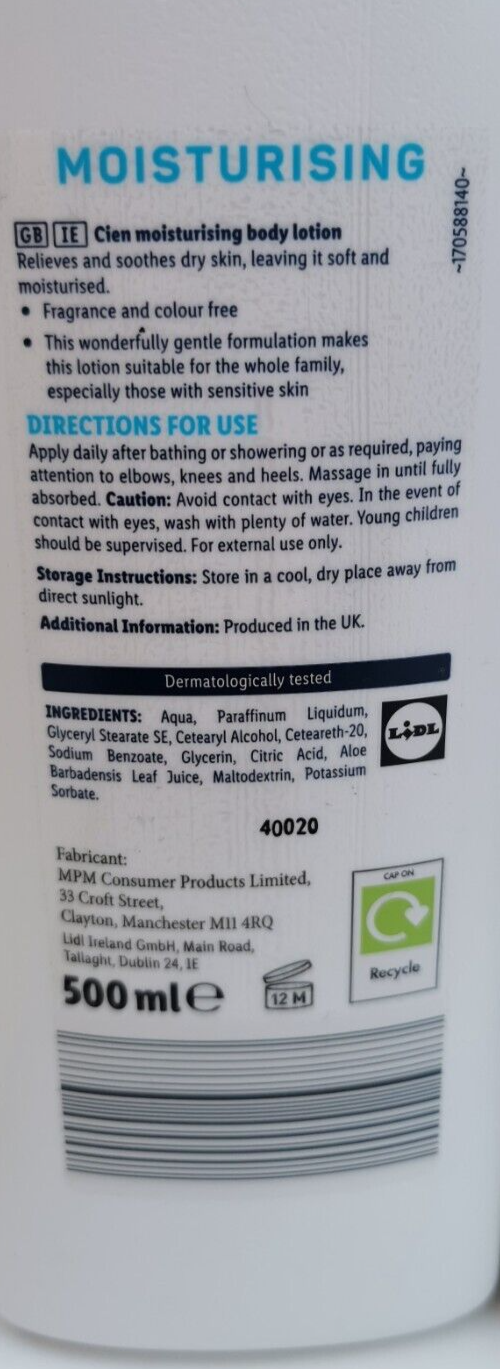 MOISTURISING
~170588140~
GB IE Cien moisturising body lotion
Relieves and soothes dry skin, leaving it soft and
moisturised.
• Fragrance and colour free
• This wonderfully gentle formulation makes
this lotion suitable for the whole family,
especially those with sensitive skin
DIRECTIONS FOR USE
Apply daily after bathing or showering or as required, paying
attention to elbows, knees and heels. Massage in until fully
absorbed. Caution: Avoid contact with eyes. In the event of
contact with eyes, wash with plenty of water. Young children
should be supervised. For external use only.
Storage Instructions: Store in a cool, dry place away from
direct sunlight.
Additional Information: Produced in the UK.
Dermatologically tested
INGREDIENTS: Aqua, Paraffinum Liquidum,
Glyceryl Stearate SE, Cetearyl Alcohol, Ceteareth-20,
Sodium Benzoate, Glycerin, Citric Acid, Aloe
Barbadensis Leaf Juice, Maltodextrin, Potassium
Sorbate.
LIDL
40020
Fabricant:
MPM Consumer Products Limited,
33 Croft Street,
Clayton, Manchester M11 4RQ
Lidl Ireland GmbH, Main Road,
Tallaght, Dublin 24, IE
500 ml ℮
12 M
CAP ON
Recycle